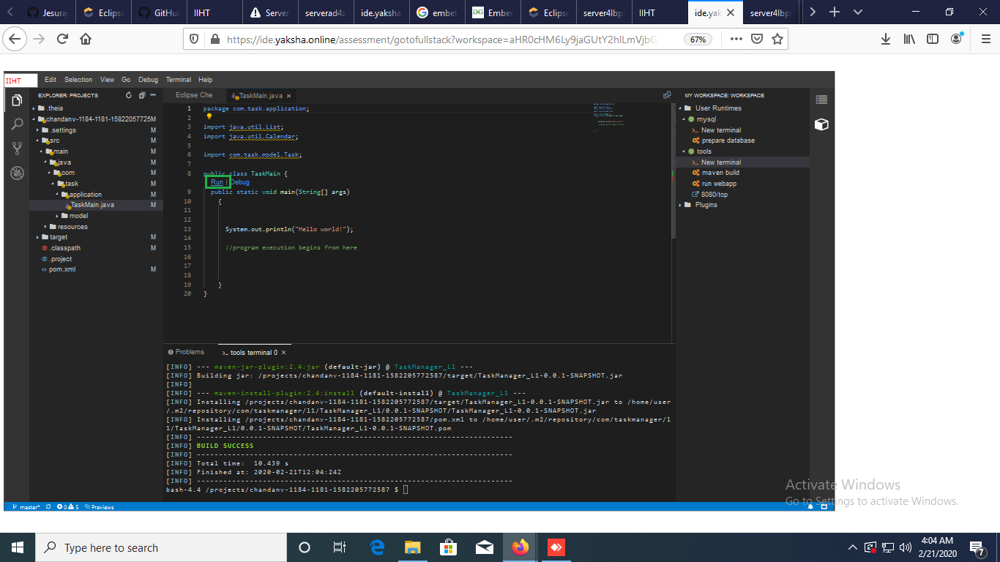 Jesuraj
Eclipse
GitHub
IIHT
Server
serverad4z
ide.yaksha
embet
Embed
Eclipse
server4lbpl
IIHT
ide.yak
server4lbpl
https://ide.yaksha.online/assessment/gotofullstack?workspace=
67%
IIHT
Edit Selection View Go Debug Terminal Help
EXPLORER: PROJECTS
.theia
chandanv-1184-1181-15822057725 M
.settings M
src M
main M
java M
com M
task M
application M
TaskMain.java M
model M
resources M
target M
.classpath M
.project
pom.xml M
Eclipse Che
TaskMain.java
1 package com.task.application;
2
3 import java.util.List;
4 import java.util.Calendar;
5
6 import com.task.model.Task;
7
8 public class TaskMain {
Run | Debug
9 public static void main(String[] args)
10 {
11
12
13 System.out.println("Hello world!");
14
15 //program execution begins from here
16
17
18
19 }
20 }
MY WORKSPACE: WORKSPACE
User Runtimes
mysql
New terminal
prepare database
tools
New terminal
maven build
run webapp
8080/tcp
Plugins
Problems
>_ tools terminal 0
[INFO] --- maven-jar-plugin:2.4:jar (default-jar) @ TaskManager_L1 ---
[INFO] Building jar: /projects/chandanv-1184-1181-1582205772587/target/TaskManager_L1-0.0.1-SNAPSHOT.jar
[INFO]
[INFO] --- maven-install-plugin:2.4:install (default-install) @ TaskManager_L1 ---
[INFO] Installing /projects/chandanv-1184-1181-1582205772587/target/TaskManager_L1-0.0.1-SNAPSHOT.jar to /home/user
/.m2/repository/com/taskmanager/l1/TaskManager_L1/0.0.1-SNAPSHOT/TaskManager_L1-0.0.1-SNAPSHOT.jar
[INFO] Installing /projects/chandanv-1184-1181-1582205772587/pom.xml to /home/user/.m2/repository/com/taskmanager/l
1/TaskManager_L1/0.0.1-SNAPSHOT/TaskManager_L1-0.0.1-SNAPSHOT.pom
[INFO] ------------------------------------------------------------------------
[INFO] BUILD SUCCESS
[INFO] ------------------------------------------------------------------------
[INFO] Total time: 10.439 s
[INFO] Finished at: 2020-02-21T12:04:24Z
[INFO] ------------------------------------------------------------------------
bash-4.4 /projects/chandanv-1184-1181-1582205772587 $
master* 0 5 Previews
Activate Windows
Go to Settings to activate Windows.
Type here to search
4:04 AM
2/21/2020
7